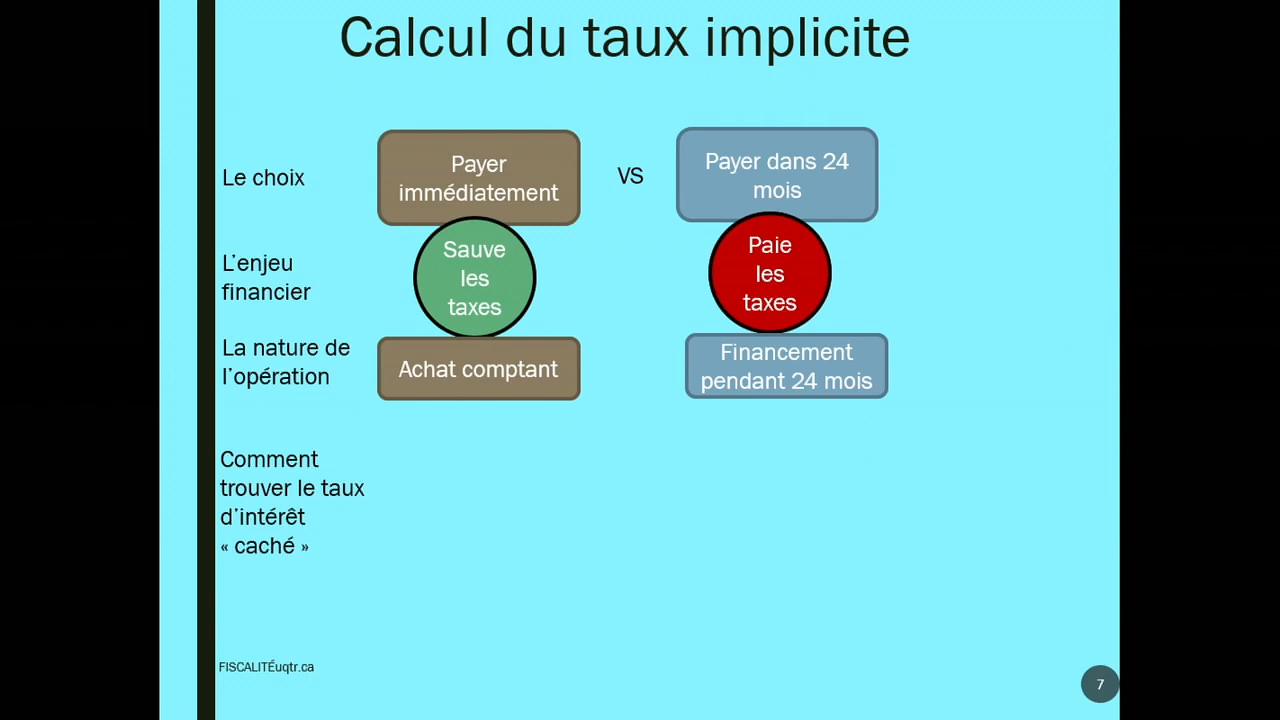 Calcul du taux implicite
Le choix
Payer
immédiatement
VS
Payer dans 24
mois
L'enjeu
financier
Sauve
les
taxes
Paie
les
taxes
La nature de
l'opération
Achat comptant
Financement
pendant 24 mois
Comment
trouver le taux
d'intérêt
« caché »
FISCALITÉuqtr.ca
7